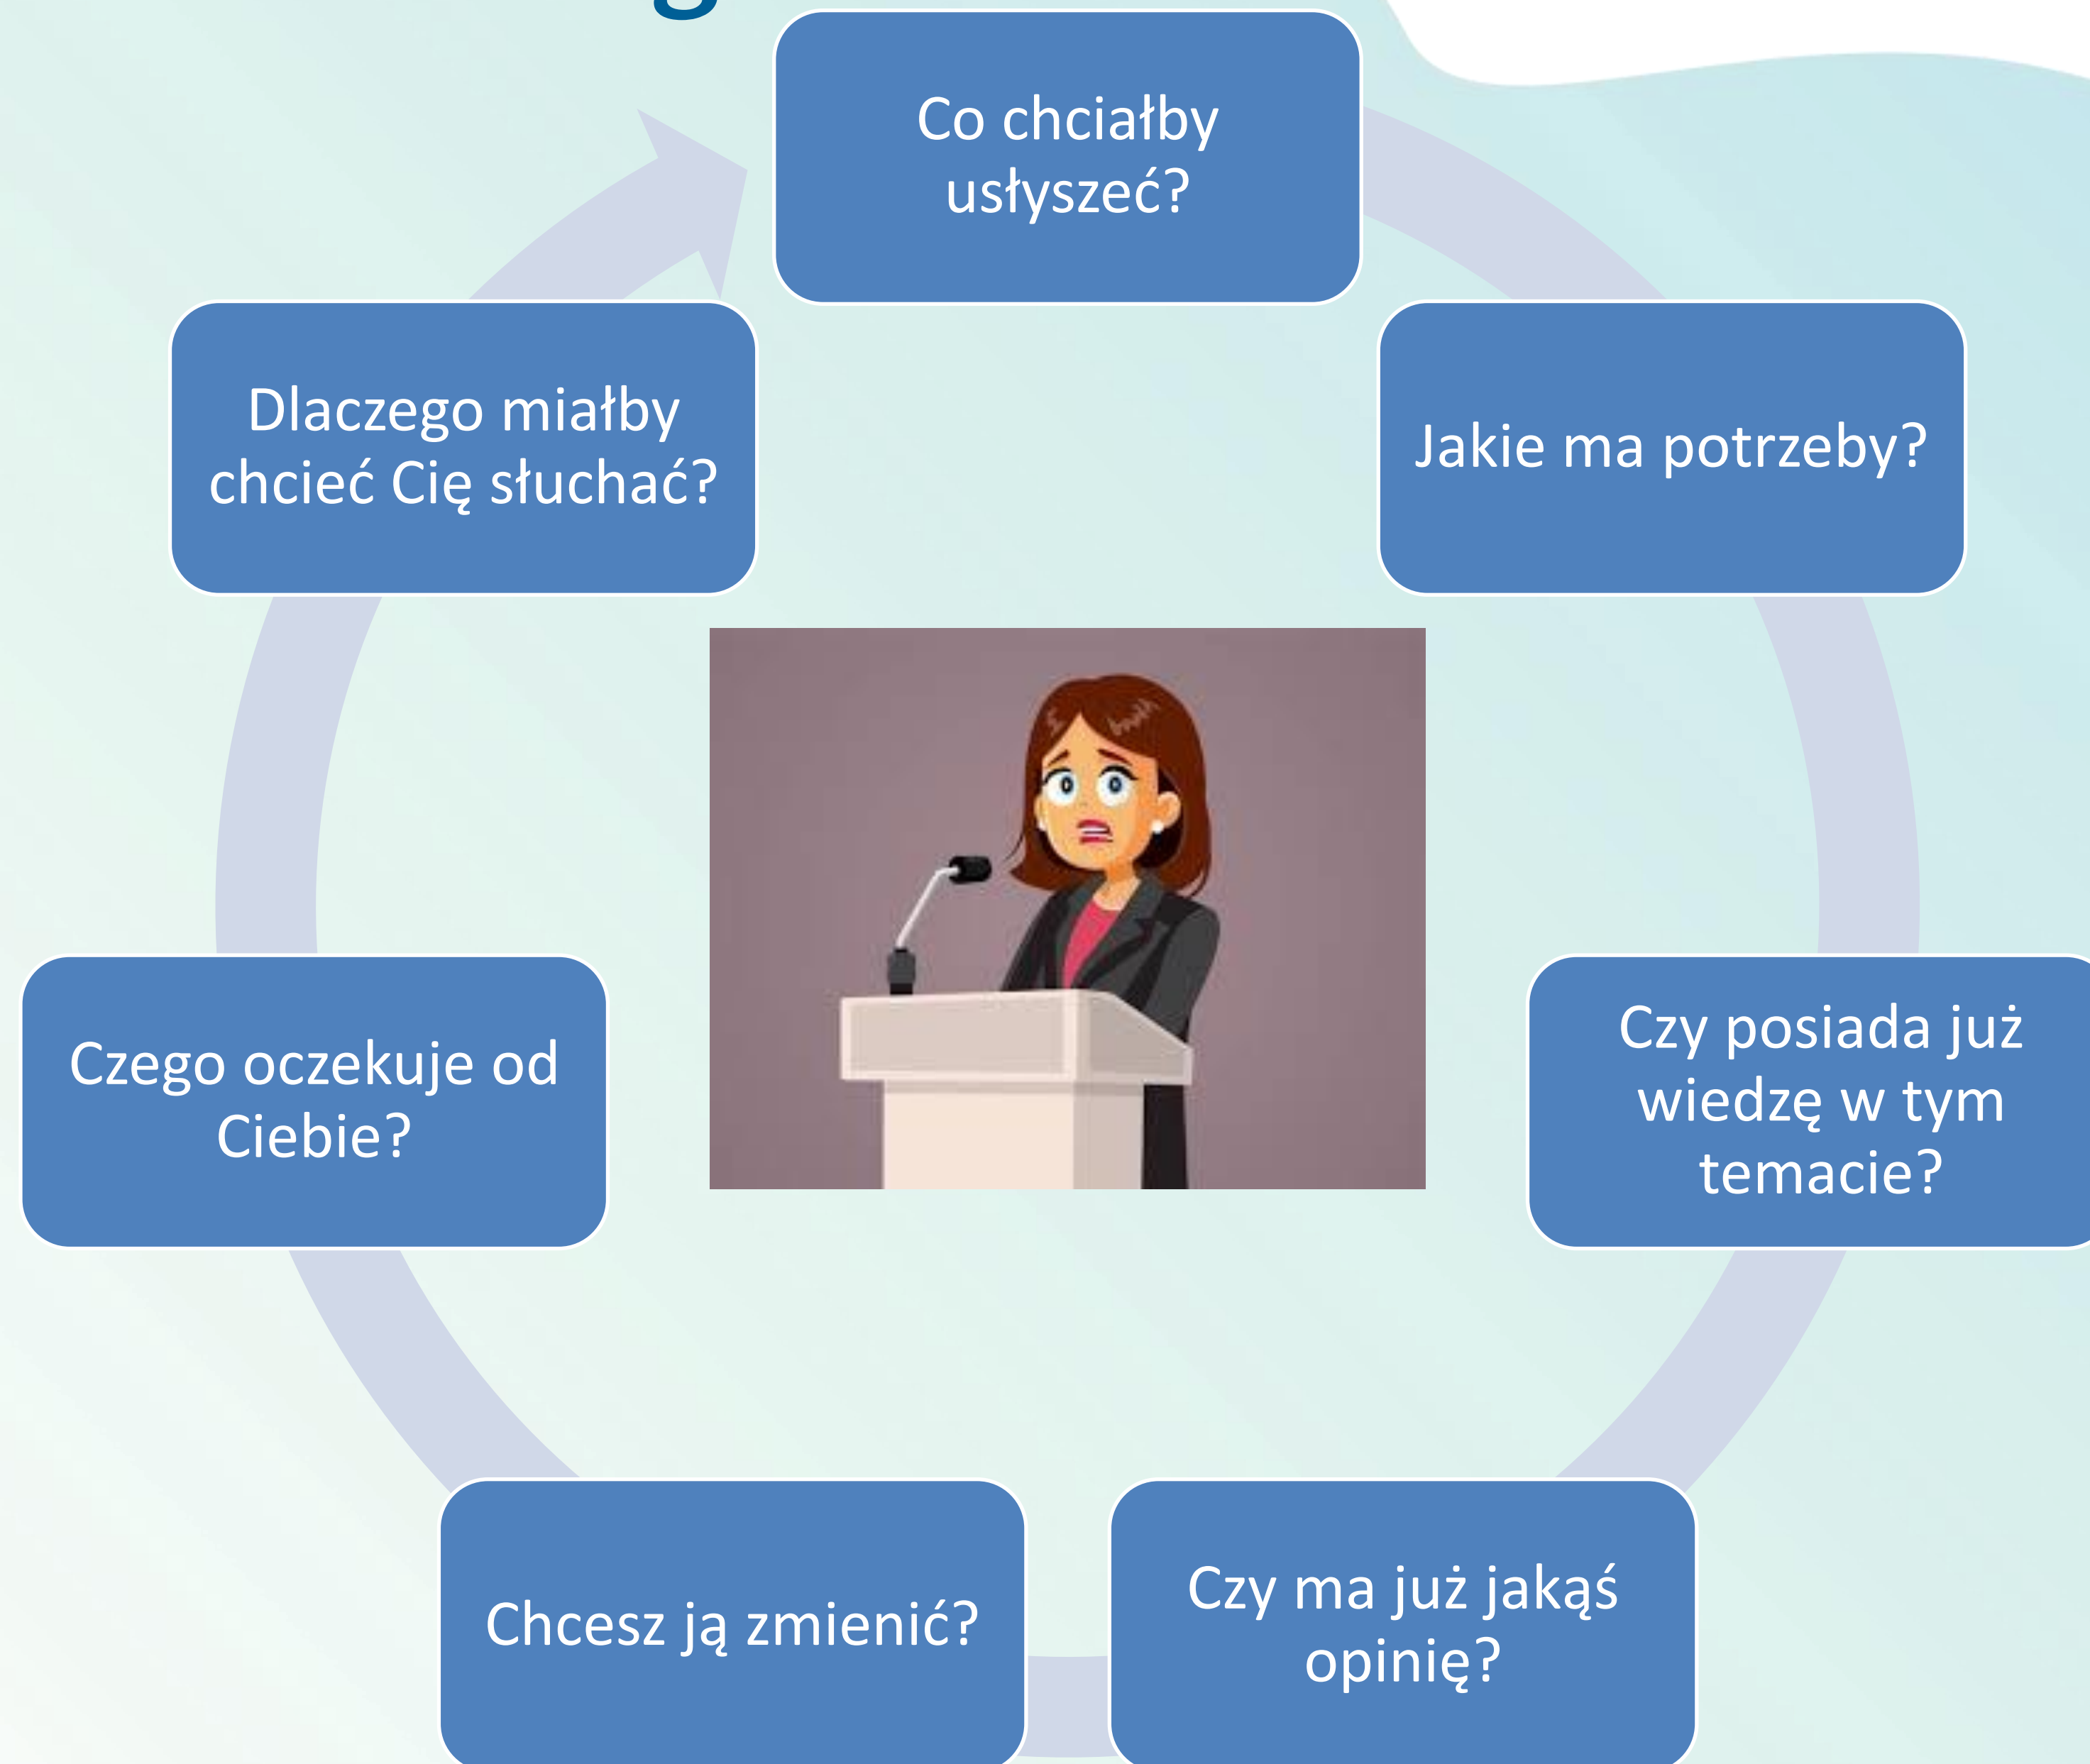 Co chciałby
usłyszeć?
Jakie ma potrzeby?
Czy posiada już
wiedzę w tym
temacie?
Czy ma już jakąś
opinię?
Chcesz ją zmienić?
Czego oczekuje od
Ciebie?
Dlaczego miałby
chcieć Cię słuchać?